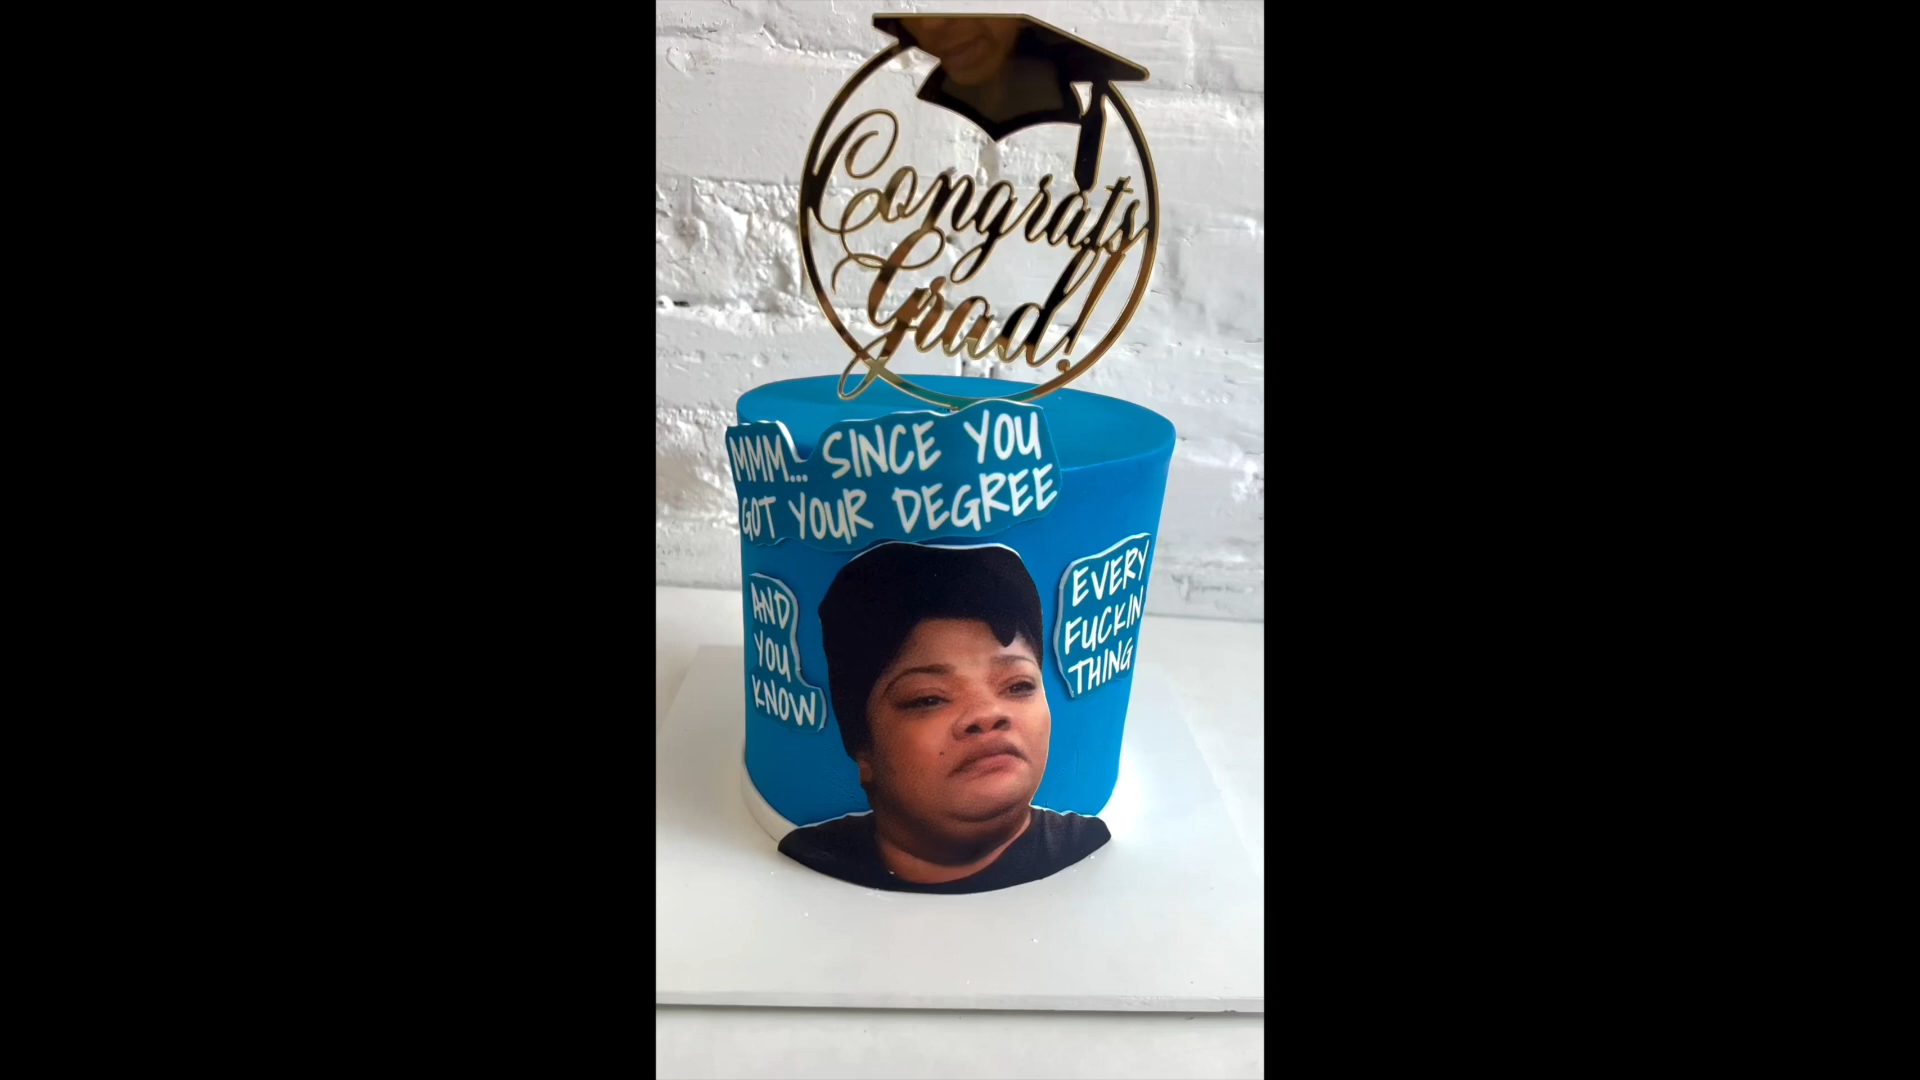 Congrats
Grad!
MMM... SINCE YOU
GOT YOUR DEGREE
AND
YOU
KNOW
EVERY
FUCKIN
THING